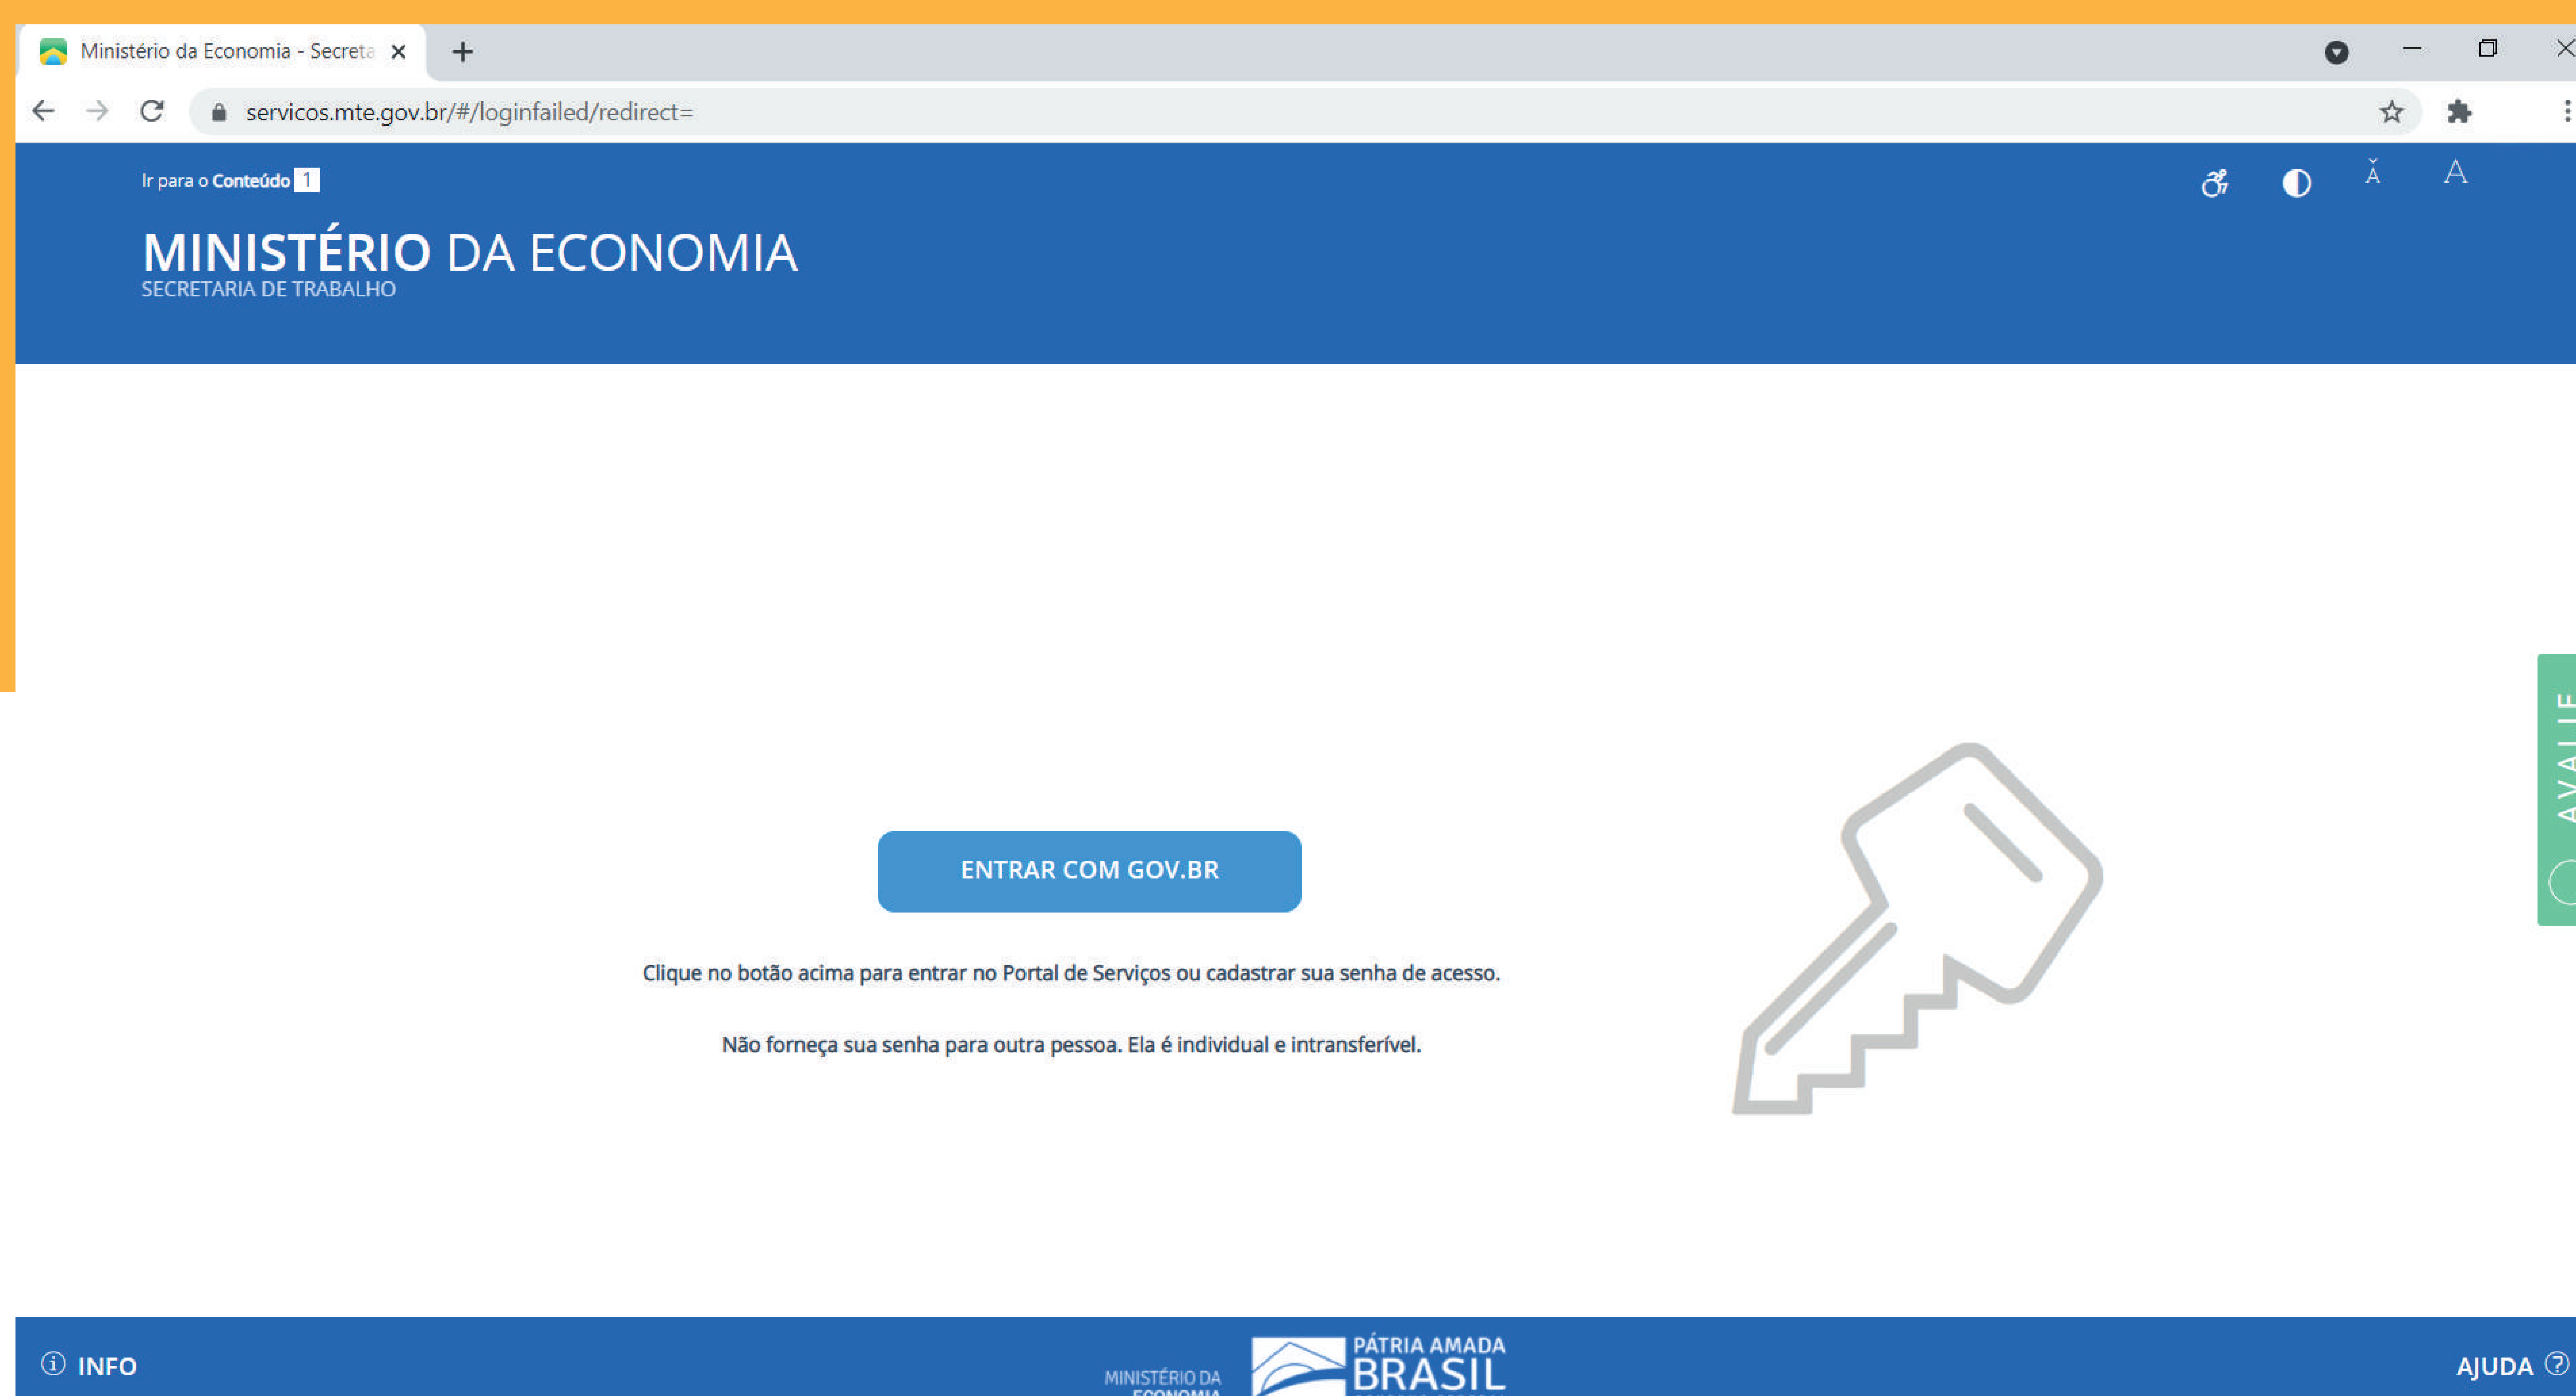 Ministério da Economia - Secreta
servicos.mte.gov.br/#/loginfailed/redirect=
Ir para o Conteúdo 1
A A
MINISTÉRIO DA ECONOMIA
SECRETARIA DE TRABALHO
AVALIE
ENTRAR COM GOV.BR
Clique no botão acima para entrar no Portal de Serviços ou cadastrar sua senha de acesso.
Não forneça sua senha para outra pessoa. Ela é individual e intransferível.
INFO
MINISTÉRIO DA
ECONOMIA
PÁTRIA AMADA
BRASIL
AJUDA